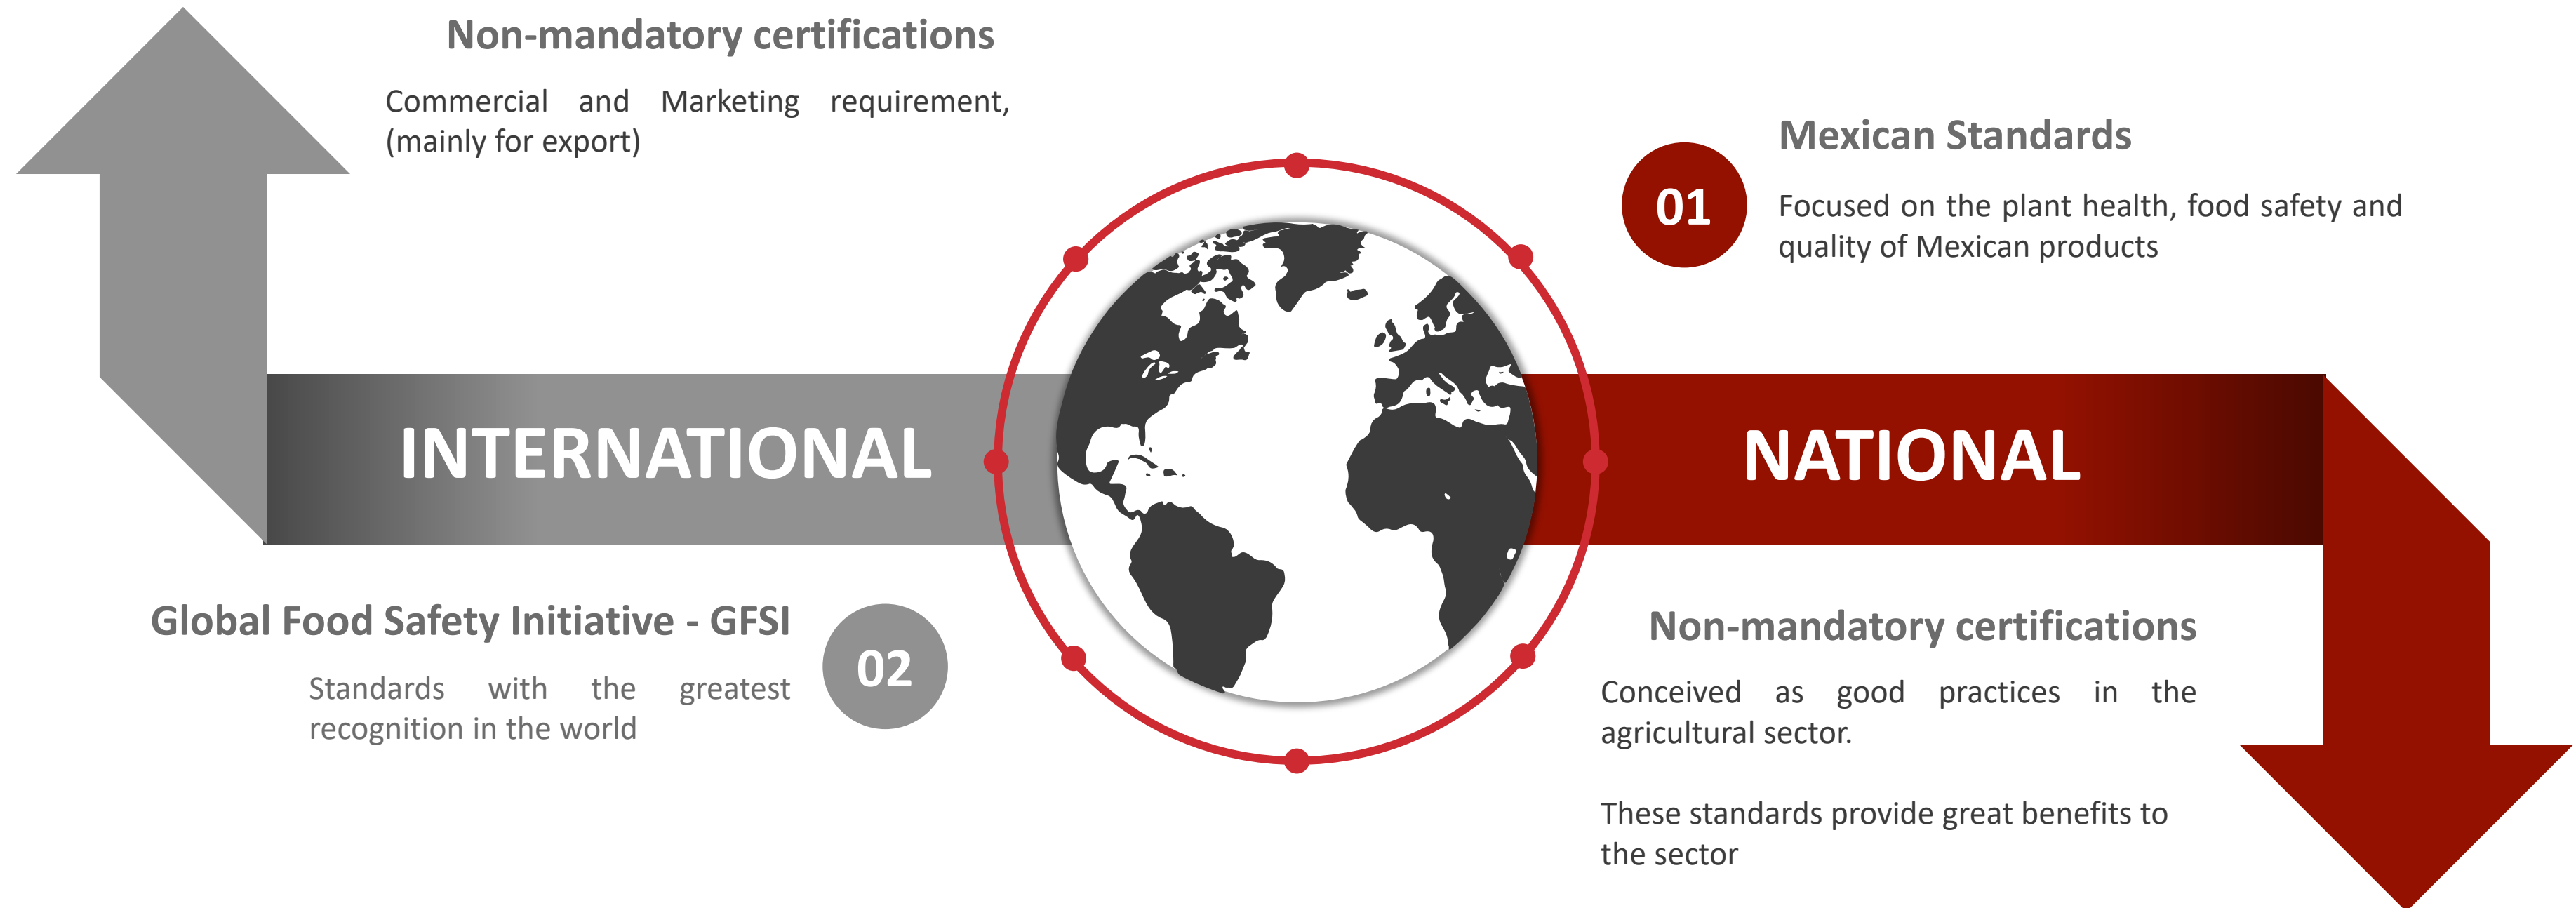 Non-mandatory certifications
Commercial and Marketing requirement,
(mainly for export)
01
Mexican Standards
Focused on the plant health, food safety and
quality of Mexican products
INTERNATIONAL
NATIONAL
Global Food Safety Initiative - GFSI
Standards with the greatest
recognition in the world
02
Non-mandatory certifications
Conceived as good practices in the
agricultural sector.
These standards provide great benefits to
the sector